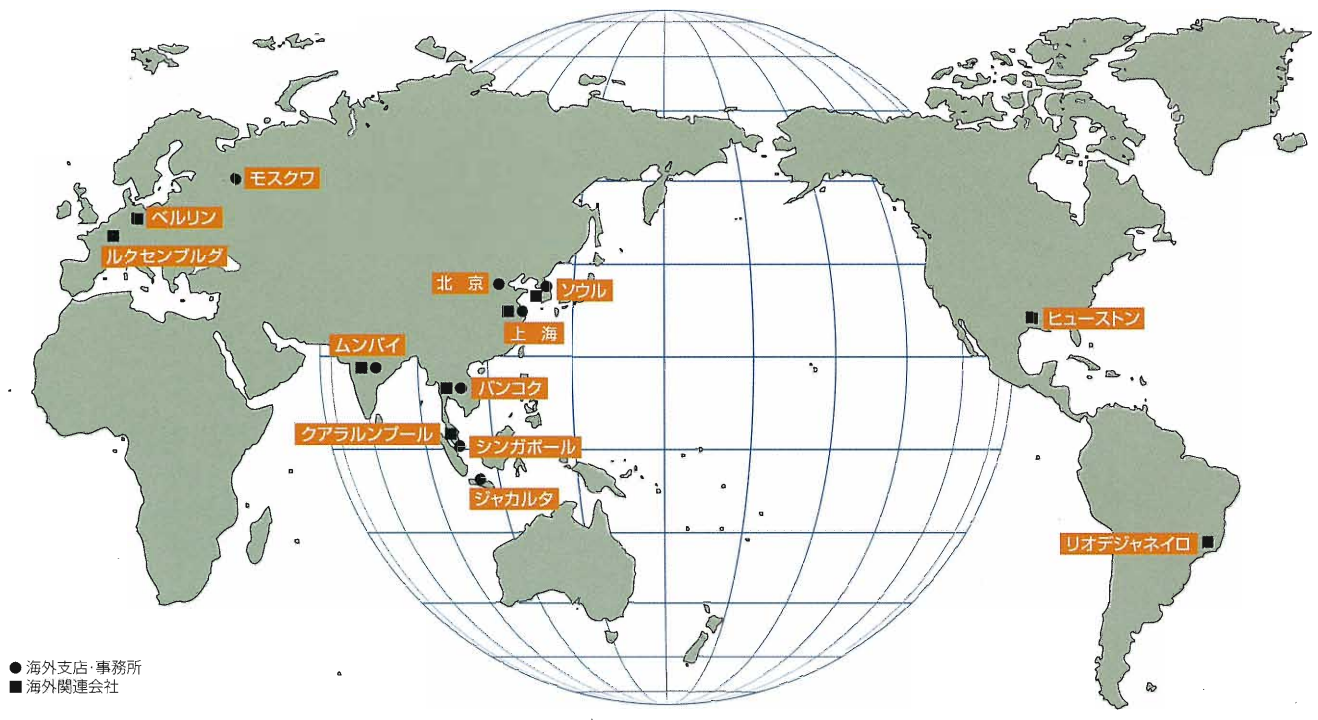 モスクワ
ベルリン
ルクセンブルグ
北 京
ソウル
上 海
ヒューストン
ムンバイ
バンコク
クアラルンプール
シンガポール
ジャカルタ
リオデジャネイロ
●海外支店・事務所
■海外関連会社